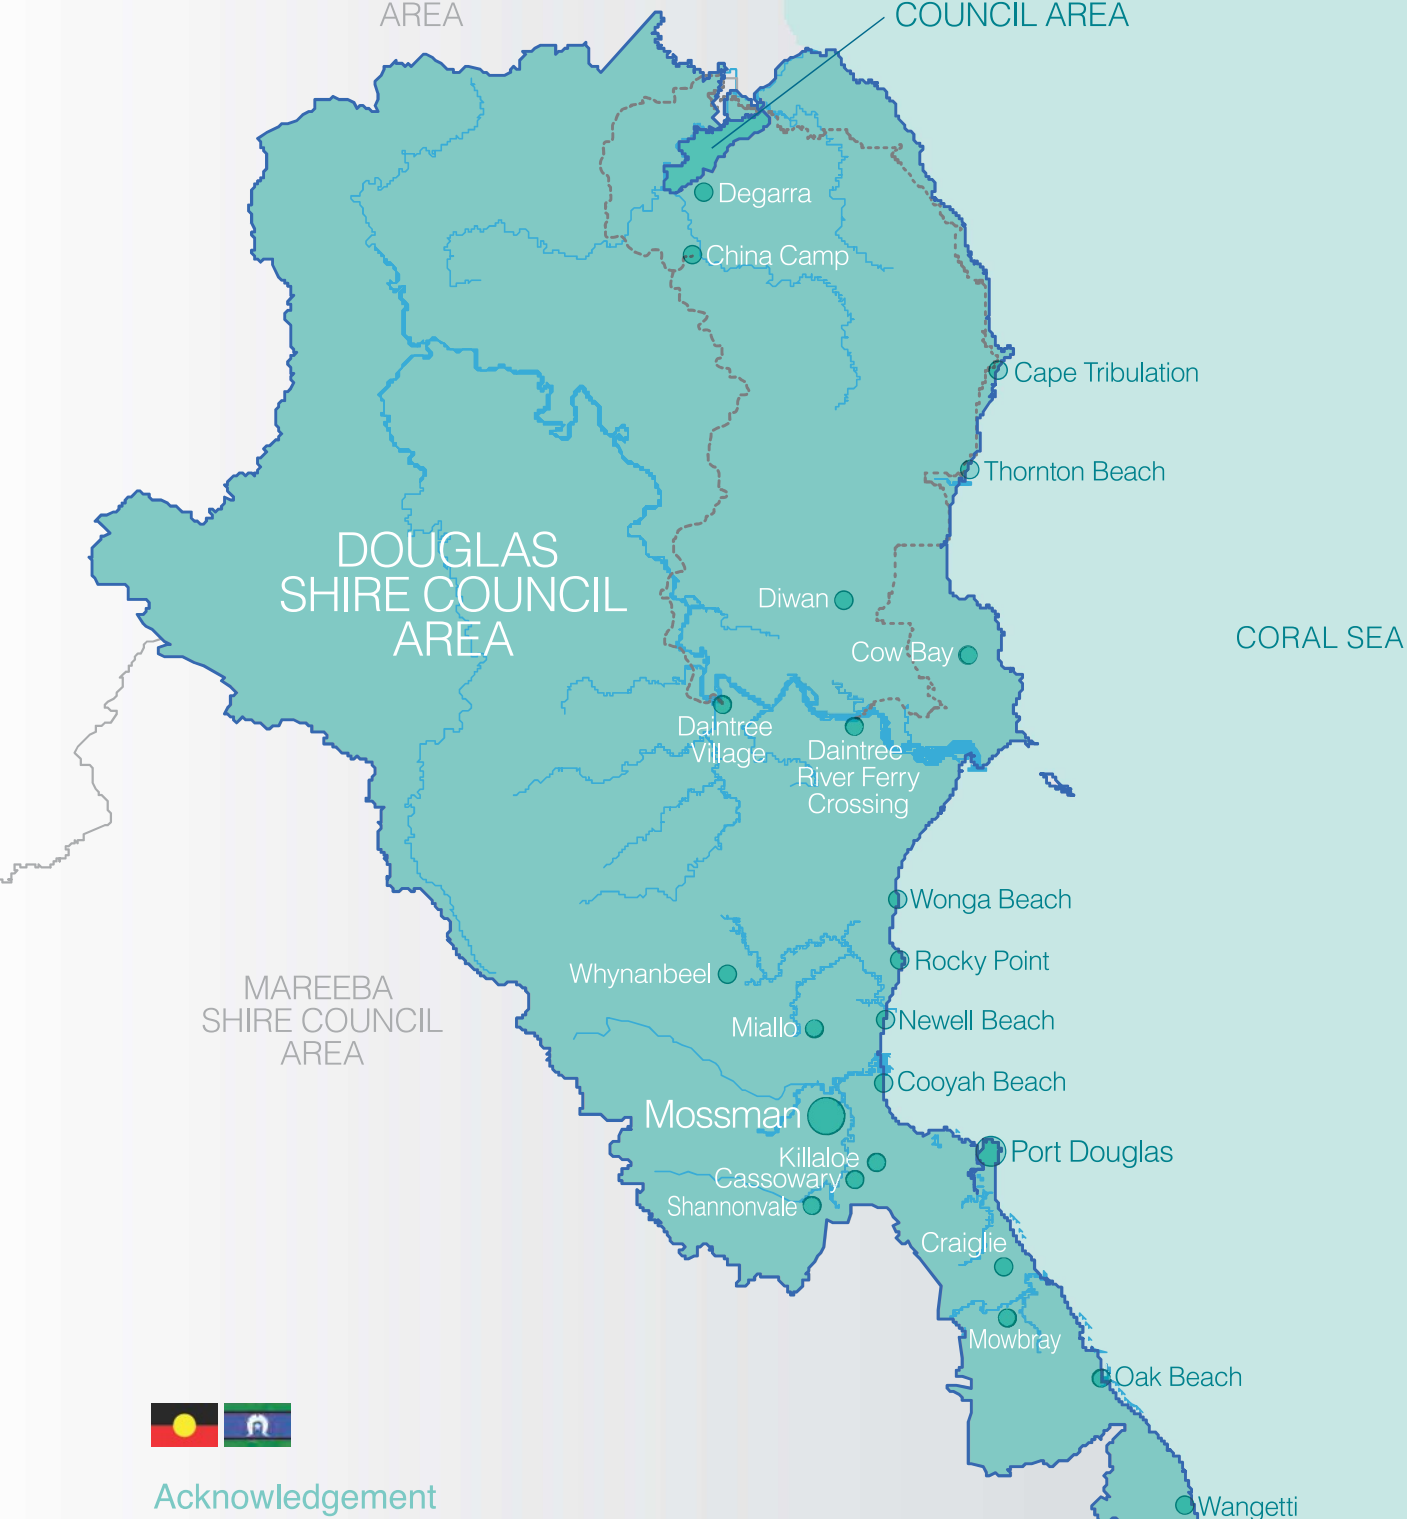 AREA
COUNCIL AREA
Degarra
China Camp
Cape Tribulation
Thornton Beach
DOUGLAS
SHIRE COUNCIL
AREA
Diwan
CORAL SEA
Cow Bay
Daintree
Village
Daintree
River Ferry
Crossing
Wonga Beach
Rocky Point
Whynanbeel
MAREEBA
SHIRE COUNCIL
AREA
Newell Beach
Miallo
Cooyah Beach
Mossman
Port Douglas
Killaloe
Cassowary
Shannonvale
Craiglie
Mowbray
Oak Beach
Acknowledgement
Wangetti